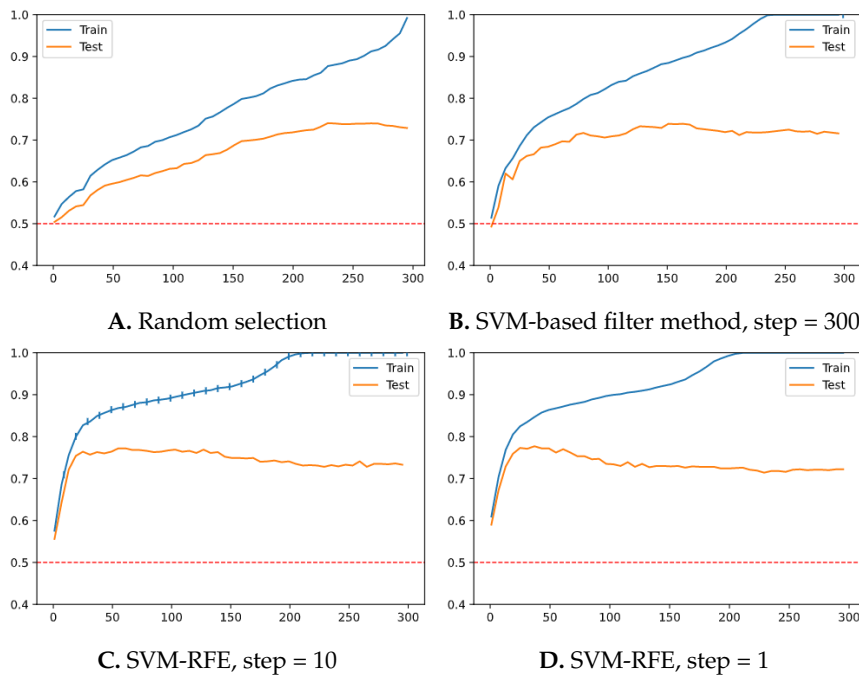 1.0
0.9
0.8
0.7
0.6
0.5
0.4
Train
Test
0 50 100 150 200 250 300
A. Random selection
1.0
0.9
0.8
0.7
0.6
0.5
0.4
Train
Test
0 50 100 150 200 250 300
B. SVM-based filter method, step = 300
1.0
0.9
0.8
0.7
0.6
0.5
0.4
Train
Test
0 50 100 150 200 250 300
C. SVM-RFE, step = 10
1.0
0.9
0.8
0.7
0.6
0.5
0.4
Train
Test
0 50 100 150 200 250 300
D. SVM-RFE, step = 1